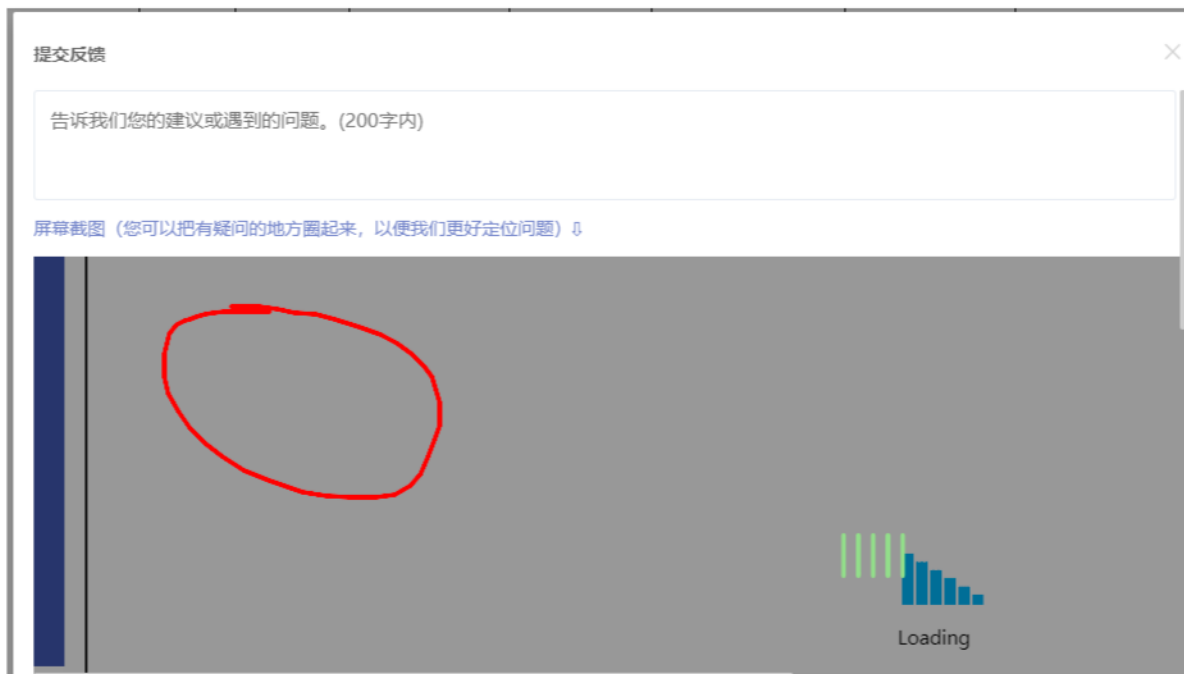 提交反馈
告诉我们您的建议或遇到的问题。(200字内)
屏幕截图（您可以把有疑问的地方圈起来，以便我们更好定位问题）⇩
Loading